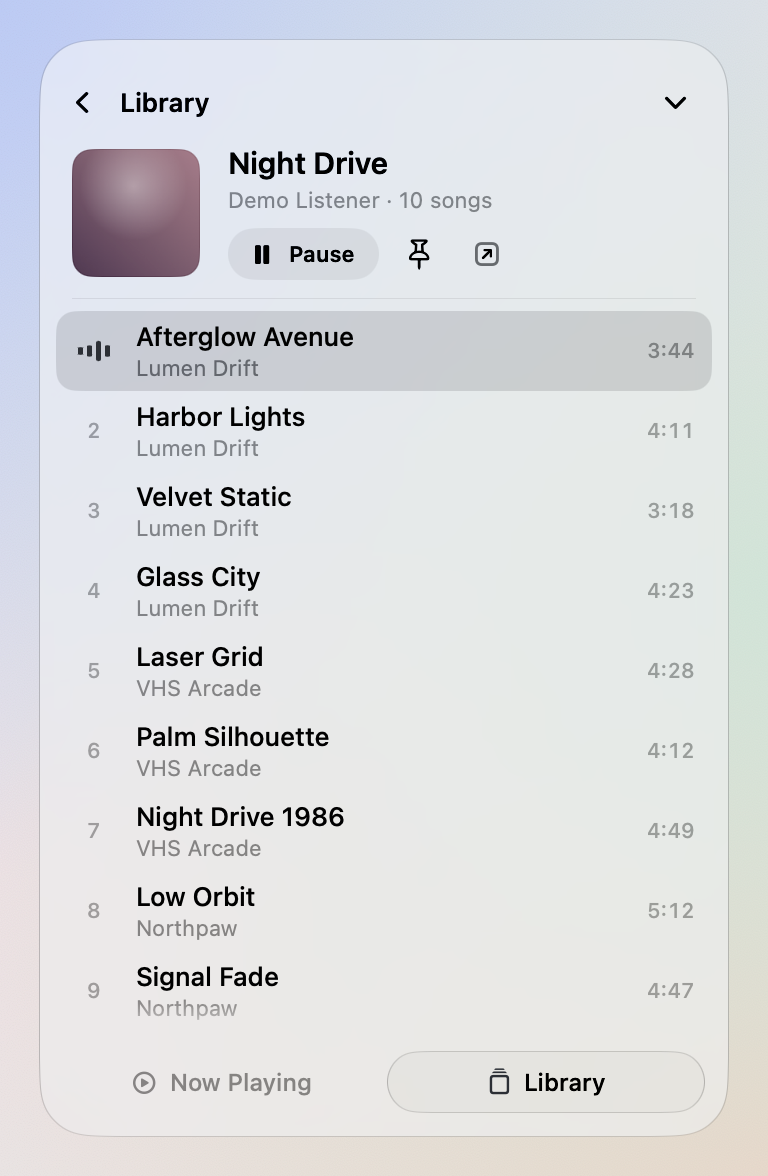 Library
Night Drive
Demo Listener · 10 songs
Pause
Afterglow Avenue
3:44
Lumen Drift
2
Harbor Lights
4:11
Lumen Drift
3
Velvet Static
3:18
Lumen Drift
4
Glass City
4:23
Lumen Drift
5
Laser Grid
4:28
VHS Arcade
6
Palm Silhouette
4:12
VHS Arcade
7
Night Drive 1986
4:49
VHS Arcade
8
Low Orbit
5:12
Northpaw
9
Signal Fade
4:47
Northpaw
Now Playing
Library